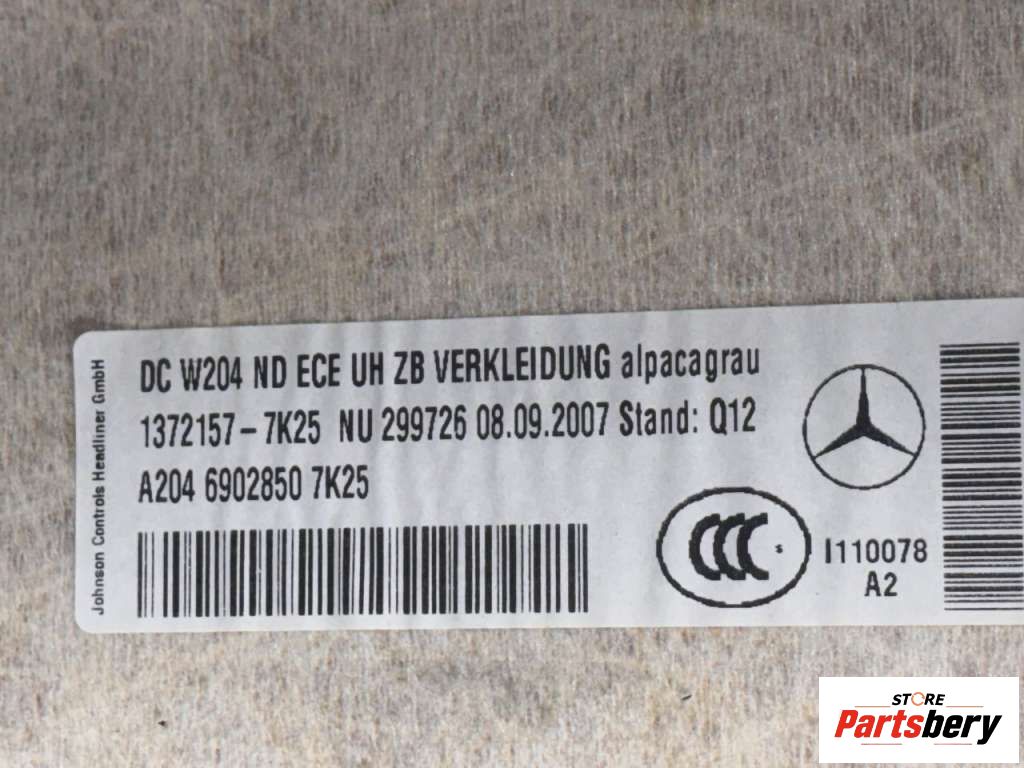 Johnson Controls Headliner GmbH
DC W204 ND ECE UH ZB VERKLEIDUNG alpacagrau
1372157-7K25 NU 299726 08.09.2007 Stand: Q12
A204 6902850 7K25
CCC S
I110078
A2
STORE
Partsbery